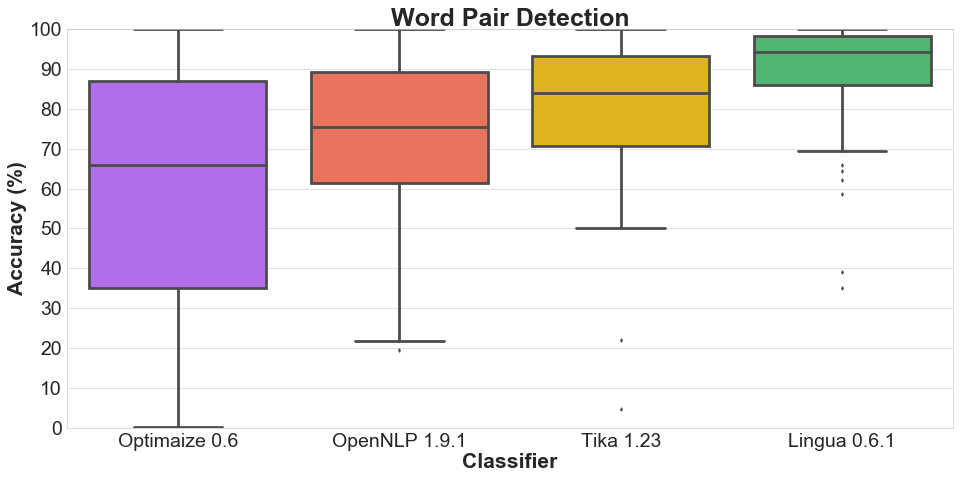 Word Pair Detection
100
90
80
70
60
50
40
30
20
10
0
Accuracy (%)
Optimaize 0.6 OpenNLP 1.9.1 Tika 1.23 Lingua 0.6.1
Classifier